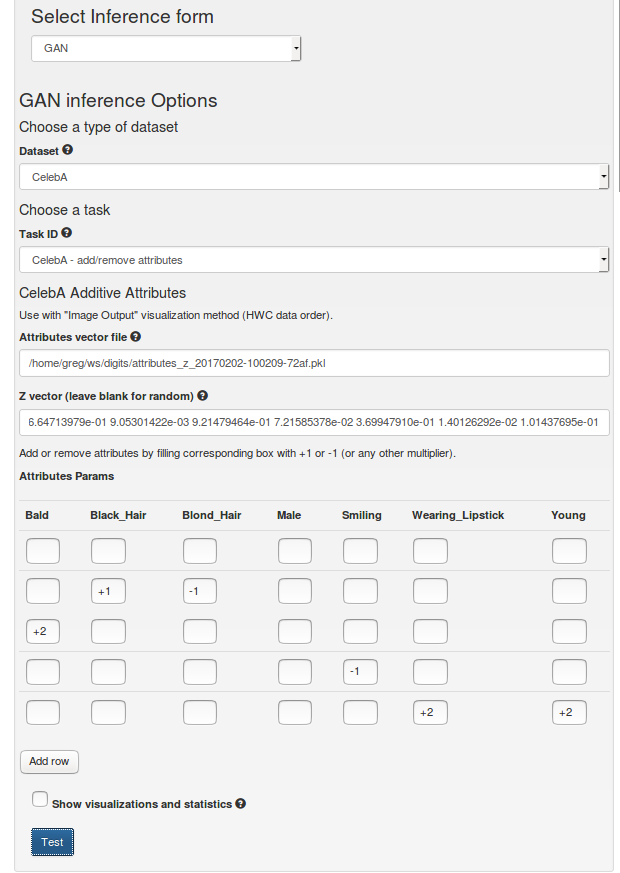 Select Inference form
GAN
GAN inference Options
Choose a type of dataset
Dataset
CelebA
Choose a task
Task ID
CelebA - add/remove attributes
CelebA Additive Attributes
Use with "Image Output" visualization method (HWC data order).
Attributes vector file
/home/greg/ws/digits/attributes_z_20170202-100209-72af.pkl
Z vector (leave blank for random)
6.64713979e-01 9.05301422e-03 9.21479464e-01 7.21585378e-02 3.69947910e-01 1.40126292e-02 1.01437695e-01
Add or remove attributes by filling corresponding box with +1 or -1 (or any other multiplier).
Attributes Params
Bald Black_Hair Blond_Hair Male Smiling Wearing_Lipstick Young
+1 -1
+2
-1
+2 +2
Add row
Show visualizations and statistics
Test